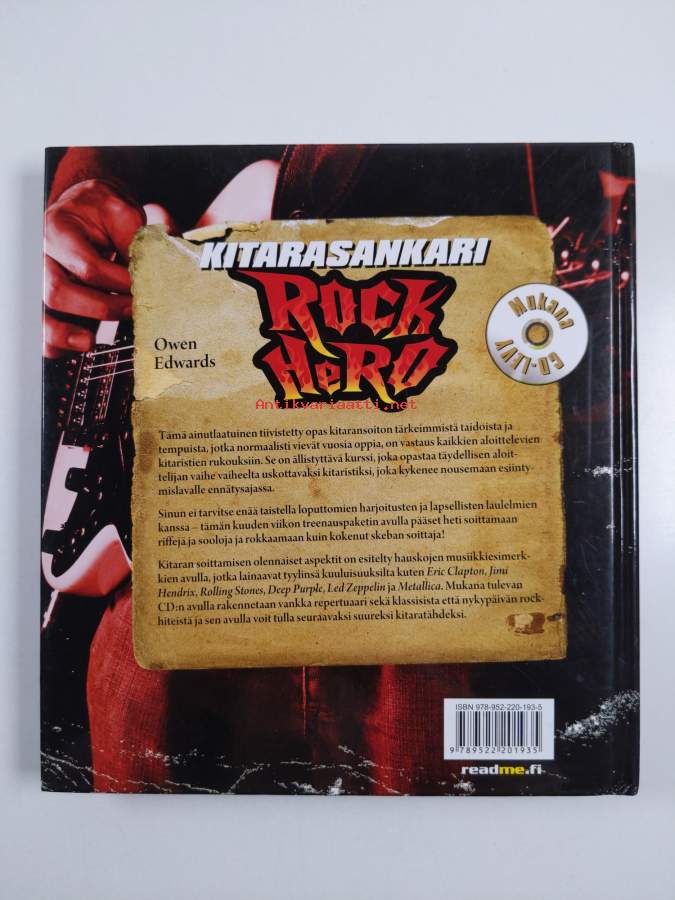 KITARASANKARI
ROCK
HeRO
Mukana
CD-LEVY
Owen
Edwards
Antikvariaatti.net
Tämä ainutlaatuinen tiivistetty opas kitaransoiton tärkeimmistä taidoista ja
tempuista, jotka normaalisti vievät vuosia oppia, on vastaus kaikkien aloittelevien
kitaristien rukouksiin. Se on ällistyttävä kurssi, joka opastaa täydellisen aloit-
telijan vaihe vaiheelta uskottavaksi kitaristiksi, joka kykenee nousemaan esiinty-
mislavalle ennätysajassa.
Sinun ei tarvitse enää taistella loputtomien harjoitusten ja lapsellisten laulelmien
kanssa – tämän kuuden viikon treenauspaketin avulla pääset heti soittamaan
riffejä ja sooloja ja rokkaamaan kuin kokenut skeban soittaja!
Kitaran soittamisen olennaiset aspektit on esitelty hauskojen musiikkiesimerk-
kien avulla, jotka lainaavat tyylinsä kuuluisuuksilta kuten Eric Clapton, Jimi
Hendrix, Rolling Stones, Deep Purple, Led Zeppelin ja Metallica. Mukana tulevan
CD:n avulla rakennetaan vankka repertuaari sekä klassisista että nykypäivän rock-
hiteistä ja sen avulla voit tulla seuraavaksi suureksi kitaratähdeksi.
ISBN 978-952-220-193-5
9 789522 201935
readme.fi